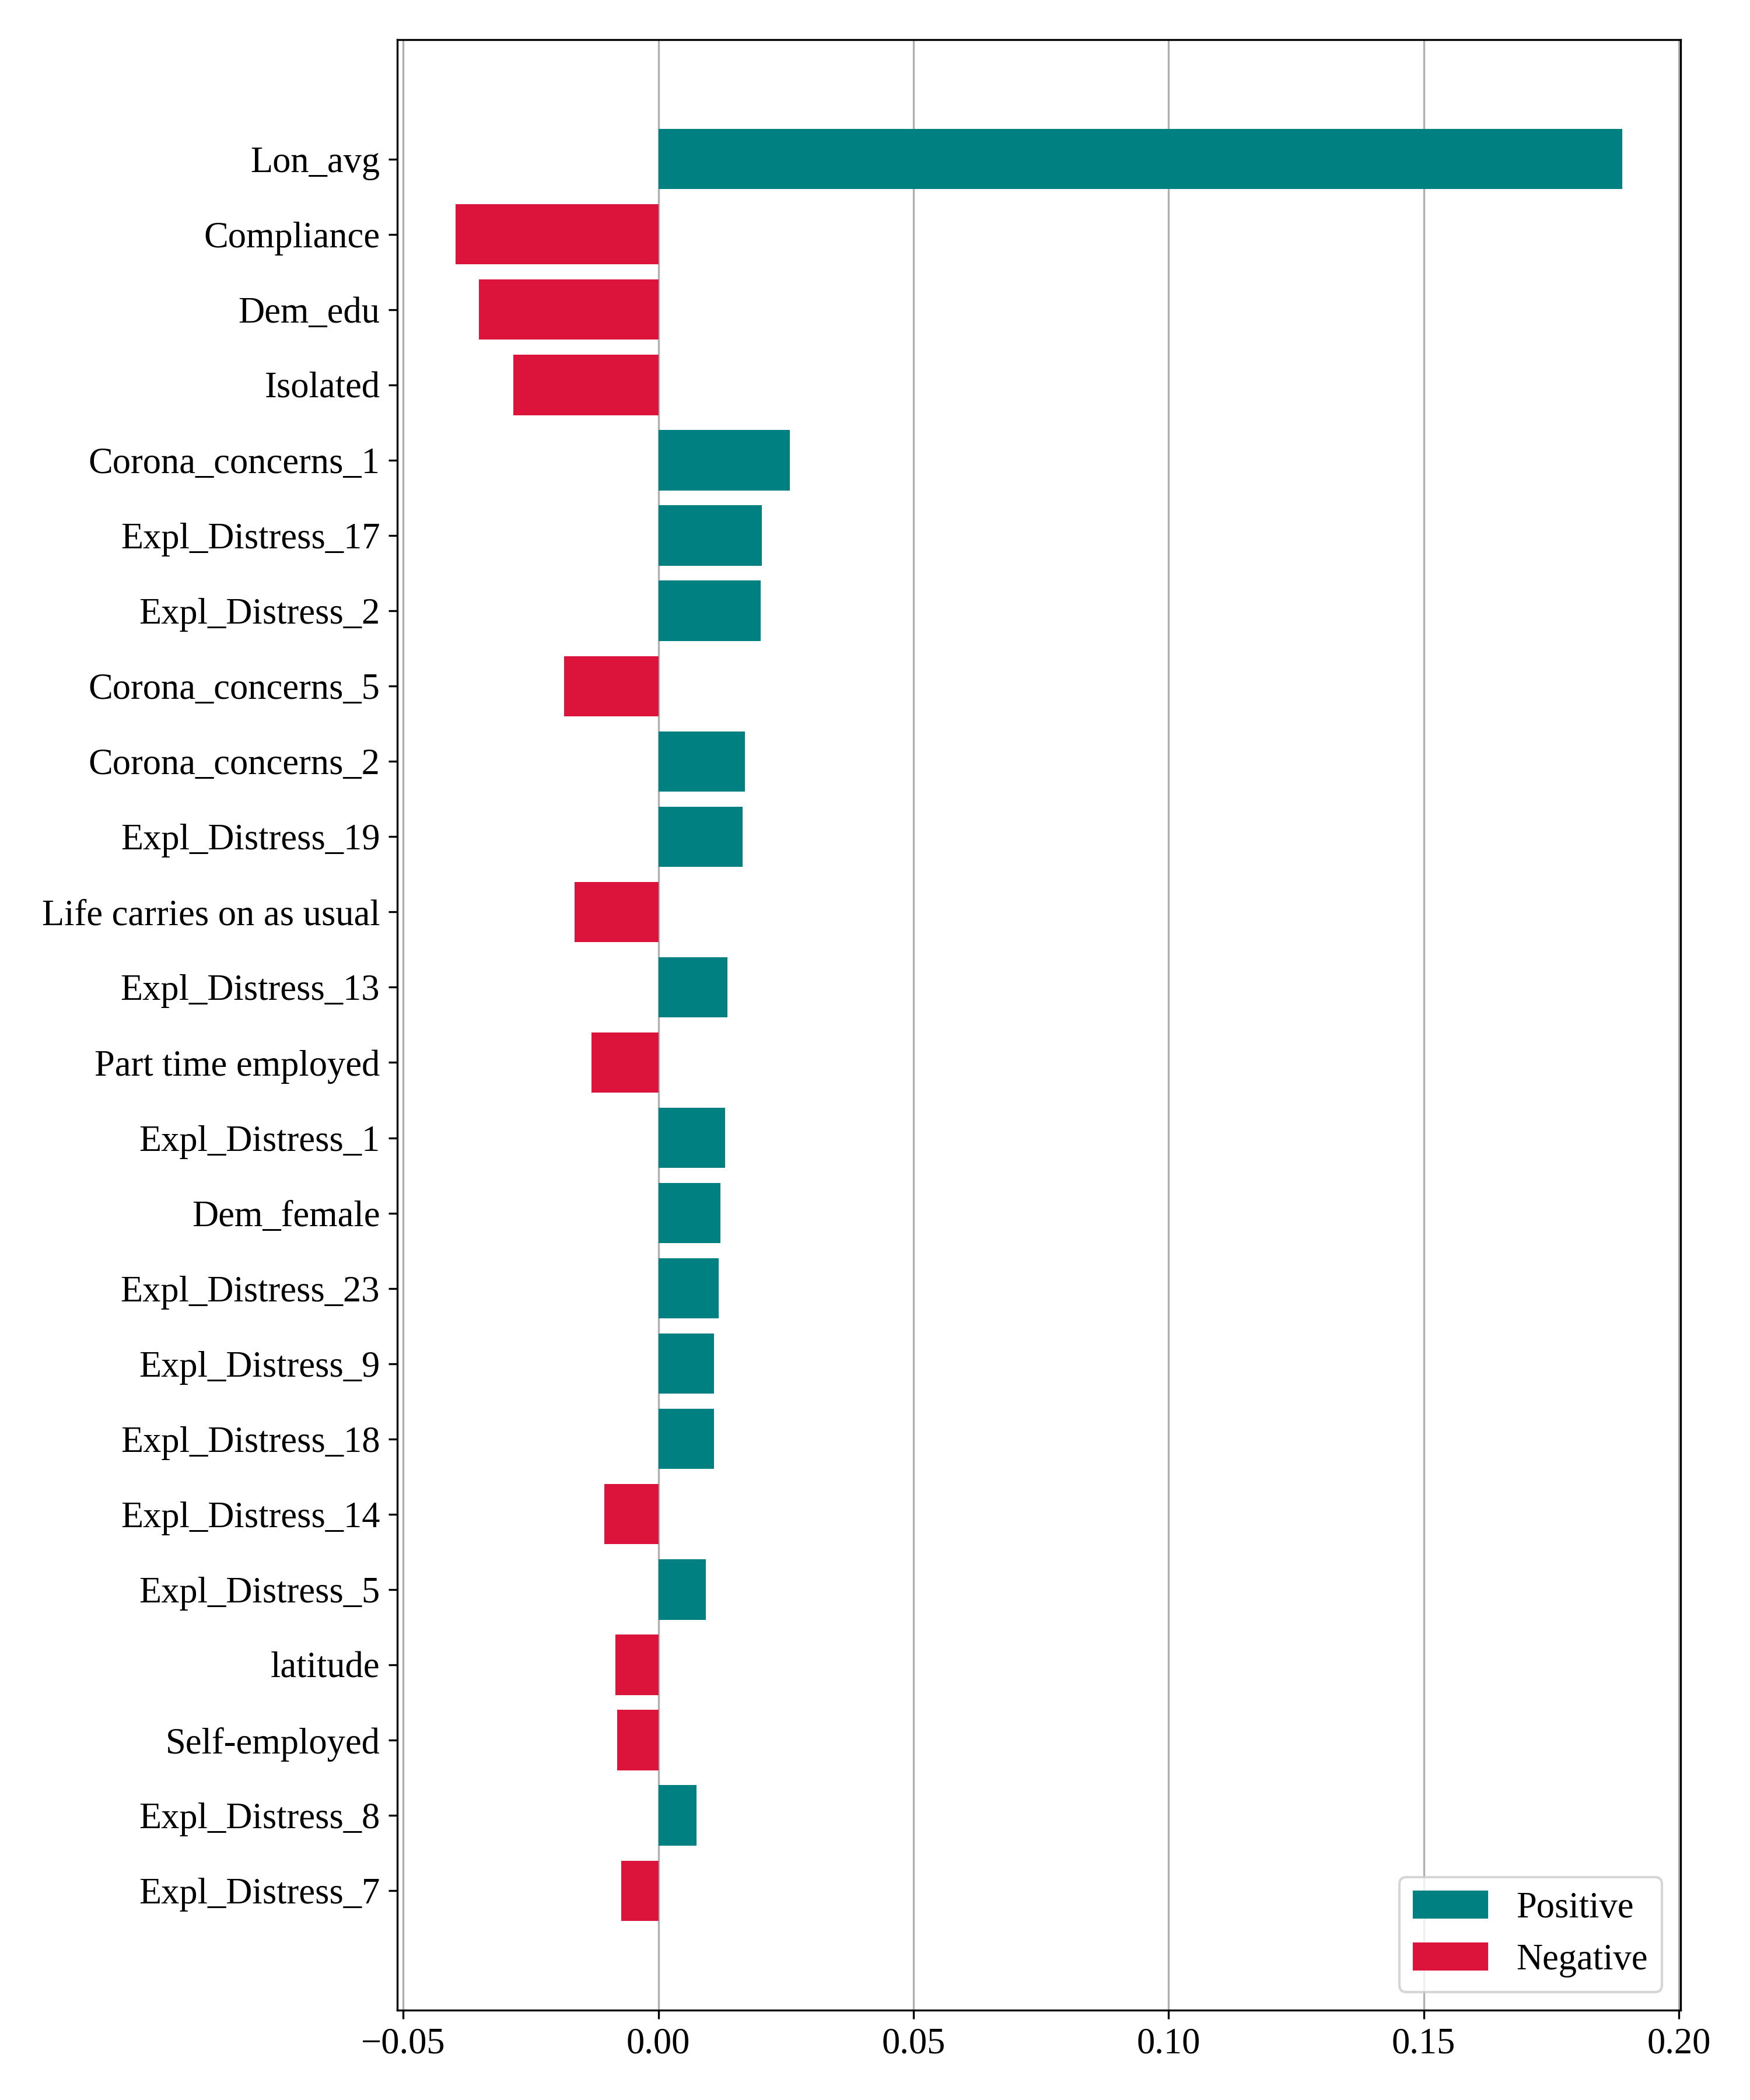 Lon_avg
Compliance
Dem_edu
Isolated
Corona_concerns_1
Expl_Distress_17
Expl_Distress_2
Corona_concerns_5
Corona_concerns_2
Expl_Distress_19
Life carries on as usual
Expl_Distress_13
Part time employed
Expl_Distress_1
Dem_female
Expl_Distress_23
Expl_Distress_9
Expl_Distress_18
Expl_Distress_14
Expl_Distress_5
latitude
Self-employed
Expl_Distress_8
Expl_Distress_7
Positive
Negative
−0.05 0.00 0.05 0.10 0.15 0.20